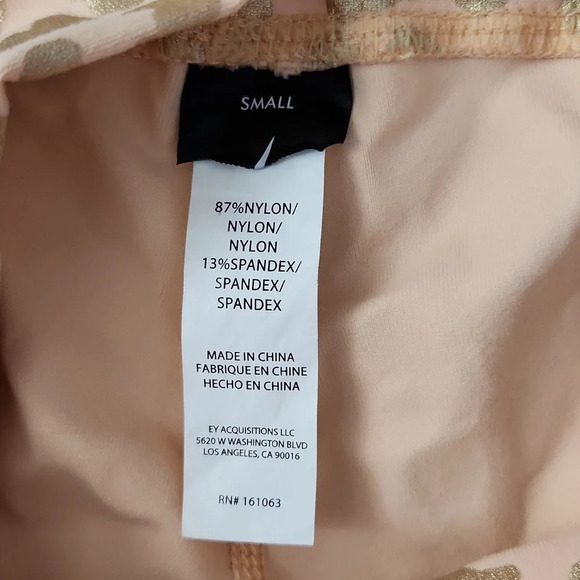 SMALL
87%NYLON/
NYLON/
NYLON
13%SPANDEX/
SPANDEX/
SPANDEX
MADE IN CHINA
FABRIQUE EN CHINE
HECHO EN CHINA
EY ACQUISITIONS LLC
5620 W WASHINGTON BLVD
LOS ANGELES, CA 90016
RN# 161063